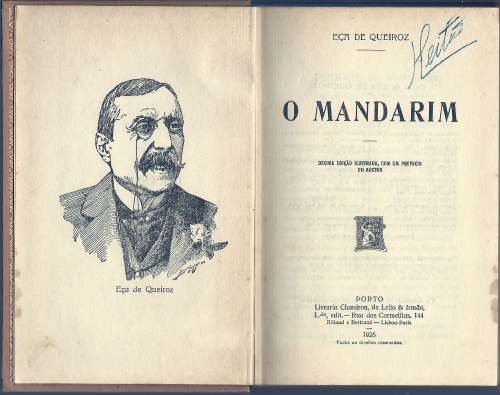 Eça de Queiroz
EÇA DE QUEIROZ
O MANDARIM
DECIMA EDIÇÃO ILUSTRADA, COM UM PREFACIO
DO AUCTOR
PORTO
Livraria Chardron, de Lello & Irmão,
L.da, edit. — Rua das Carmelitas, 144
Aillaud e Bertrand — Lisboa-Paris
1926
Todos os direitos reservados